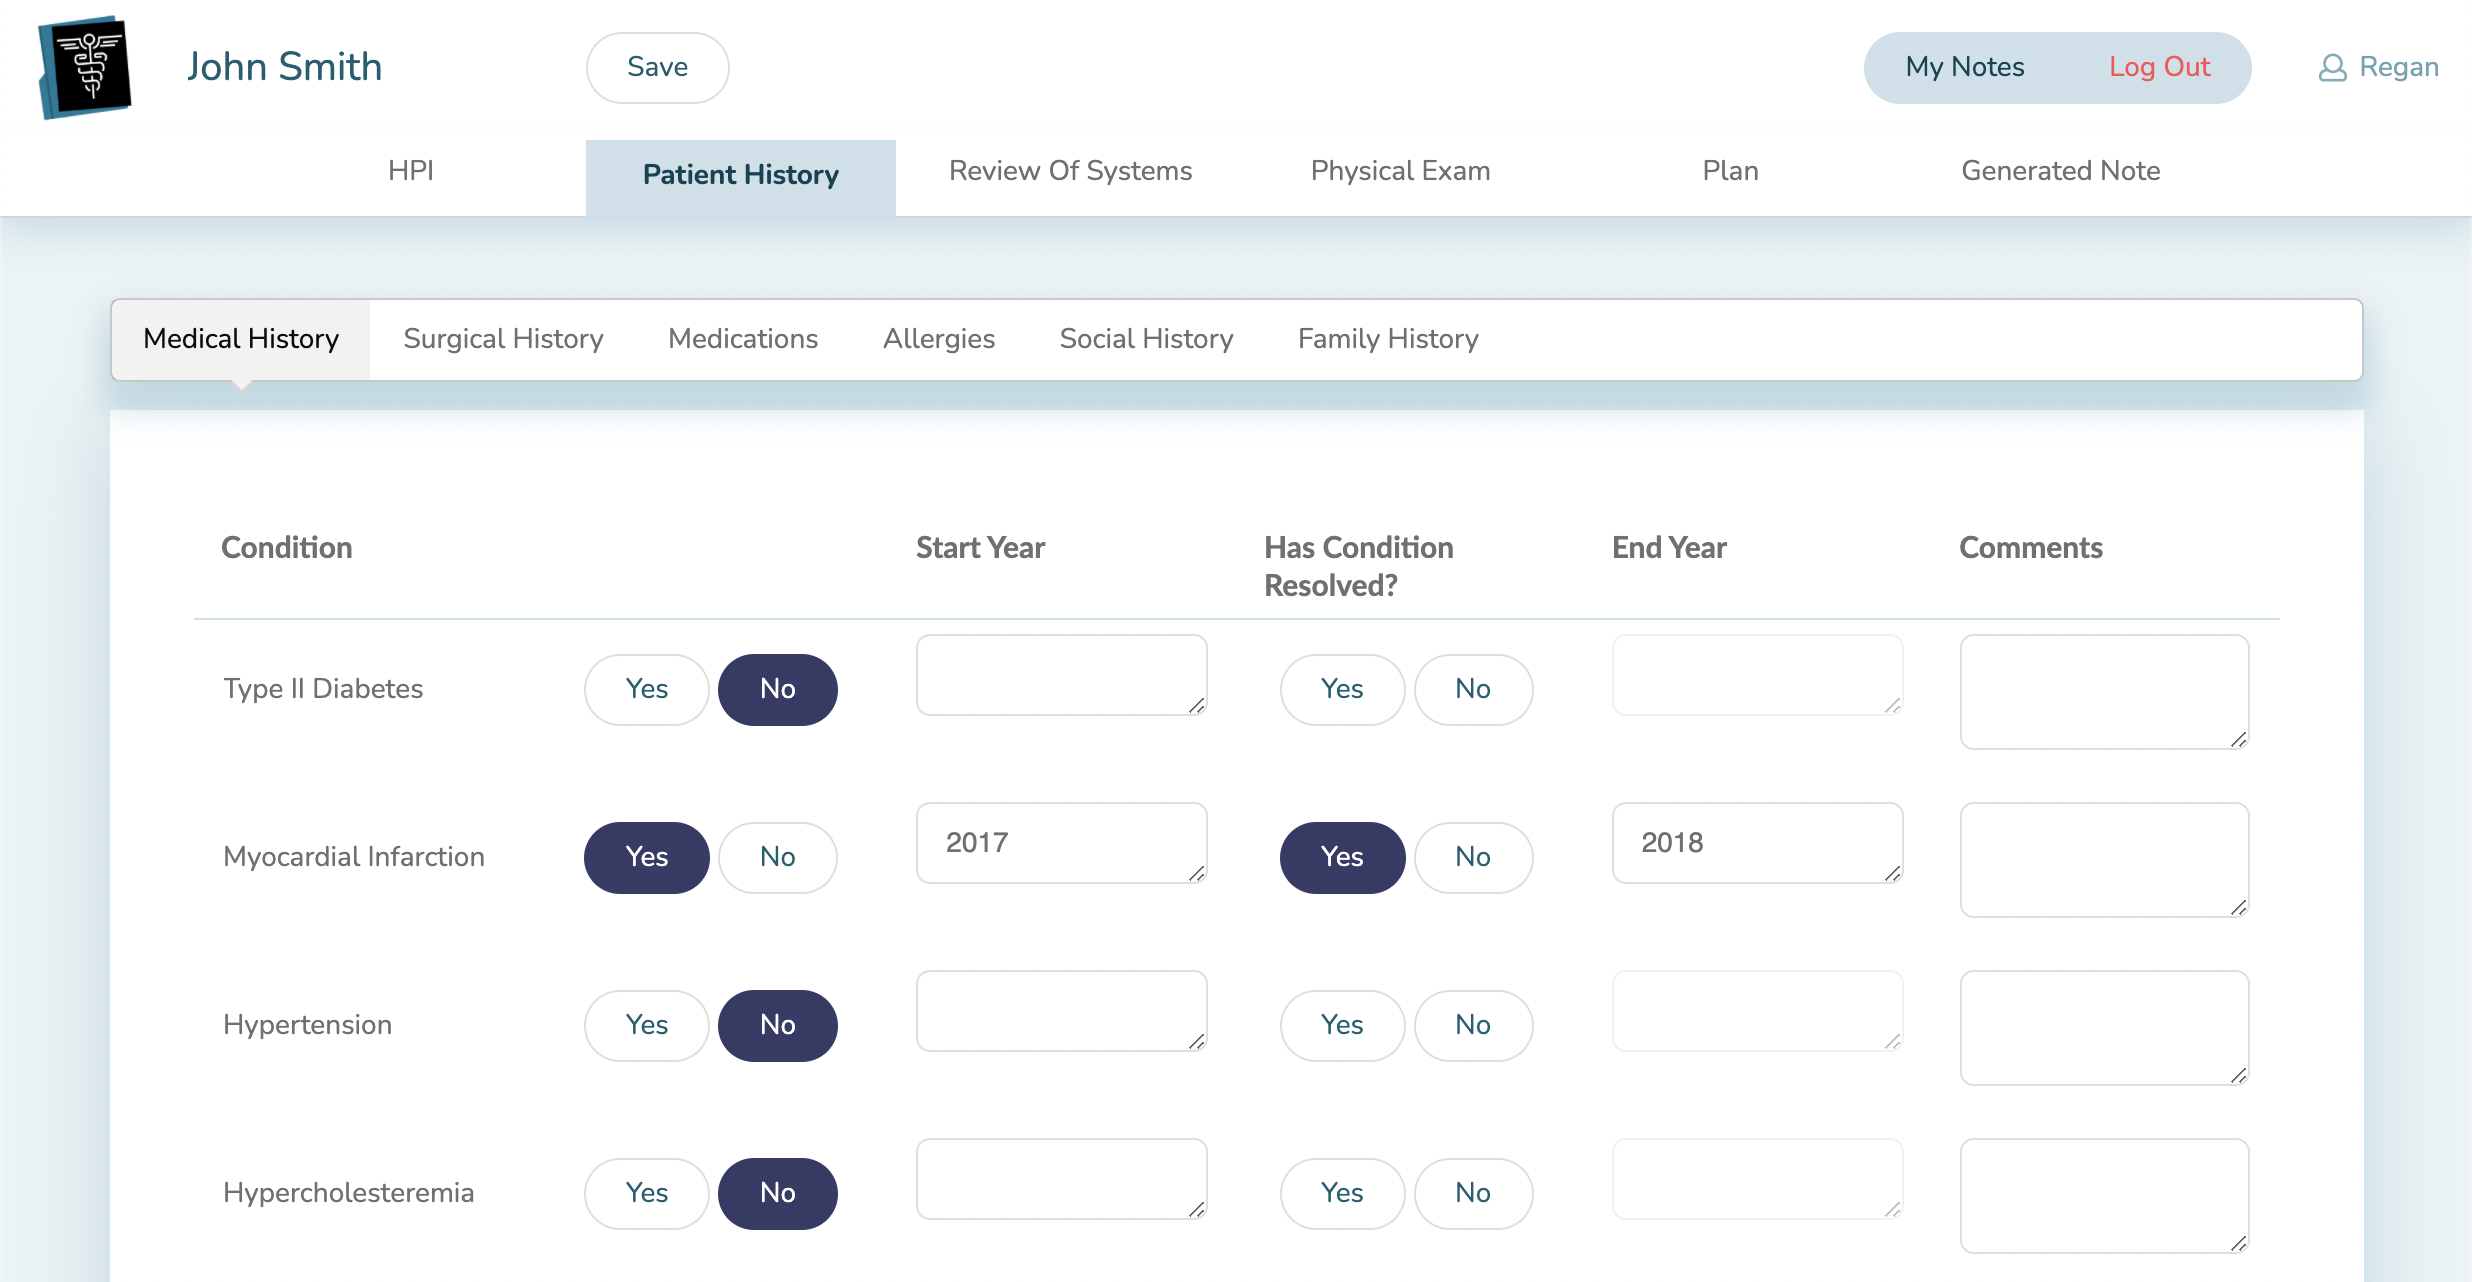 John Smith
Save
My Notes
Log Out
Regan
HPI
Patient History
Review Of Systems
Physical Exam
Plan
Generated Note
Medical History
Surgical History
Medications
Allergies
Social History
Family History
Condition
Start Year
Has Condition
Resolved?
End Year
Comments
Type II Diabetes
Yes
No
Yes
No
Myocardial Infarction
Yes
No
2017
Yes
No
2018
Hypertension
Yes
No
Yes
No
Hypercholesteremia
Yes
No
Yes
No